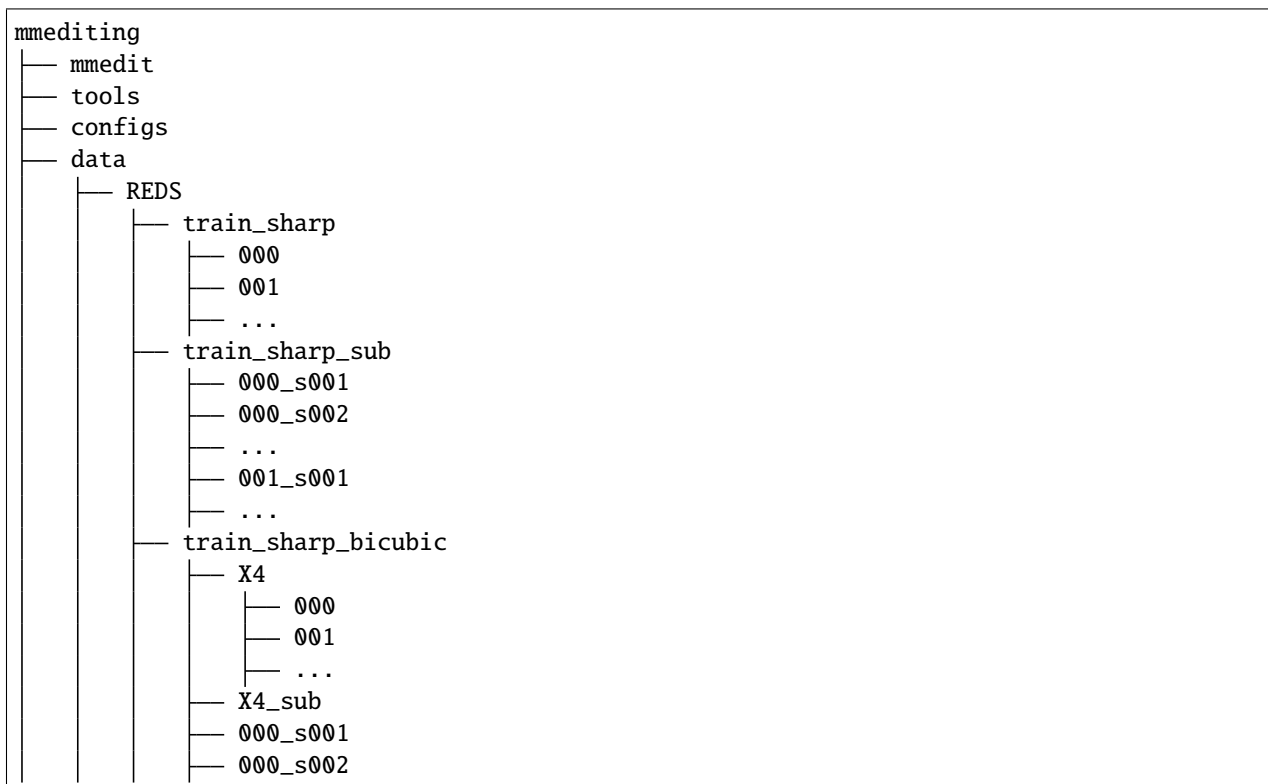 mmediting
├── mmedit
├── tools
├── configs
├── data
│   ├── REDS
│   │   ├── train_sharp
│   │   │   ├── 000
│   │   │   ├── 001
│   │   │   ├── ...
│   │   ├── train_sharp_sub
│   │   │   ├── 000_s001
│   │   │   ├── 000_s002
│   │   │   ├── ...
│   │   │   ├── 001_s001
│   │   │   ├── ...
│   │   ├── train_sharp_bicubic
│   │   │   ├── X4
│   │   │   │   ├── 000
│   │   │   │   ├── 001
│   │   │   │   ├── ...
│   │   │   ├── X4_sub
│   │   │   ├── 000_s001
│   │   │   ├── 000_s002